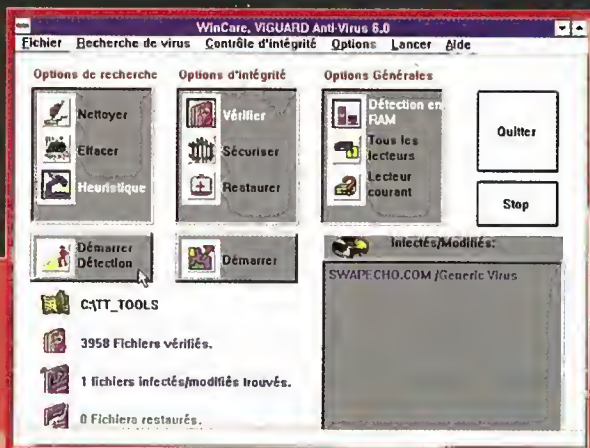 WinCare, ViGUARD Anti-Virus 6.0
Fichier Recherche de virus Contrôle d'intégrité Options Lancer Aide
Options de recherche
Nettoyer
Effacer
Heuristique
Options d'intégrité
Vérifier
Sécuriser
Restaurer
Options Générales
Détection en
RAM
Tous les
lecteurs
Lecteur
courant
Quitter
Stop
Démarrer
Détection
Démarrer
Infectés/Modifiés:
SWAPECHO.COM /Generic Virus
C:\TT_TOOLS
3958 Fichiers vérifiés.
1 fichiers infectés/modifiés trouvés.
0 Fichiers restaurés.